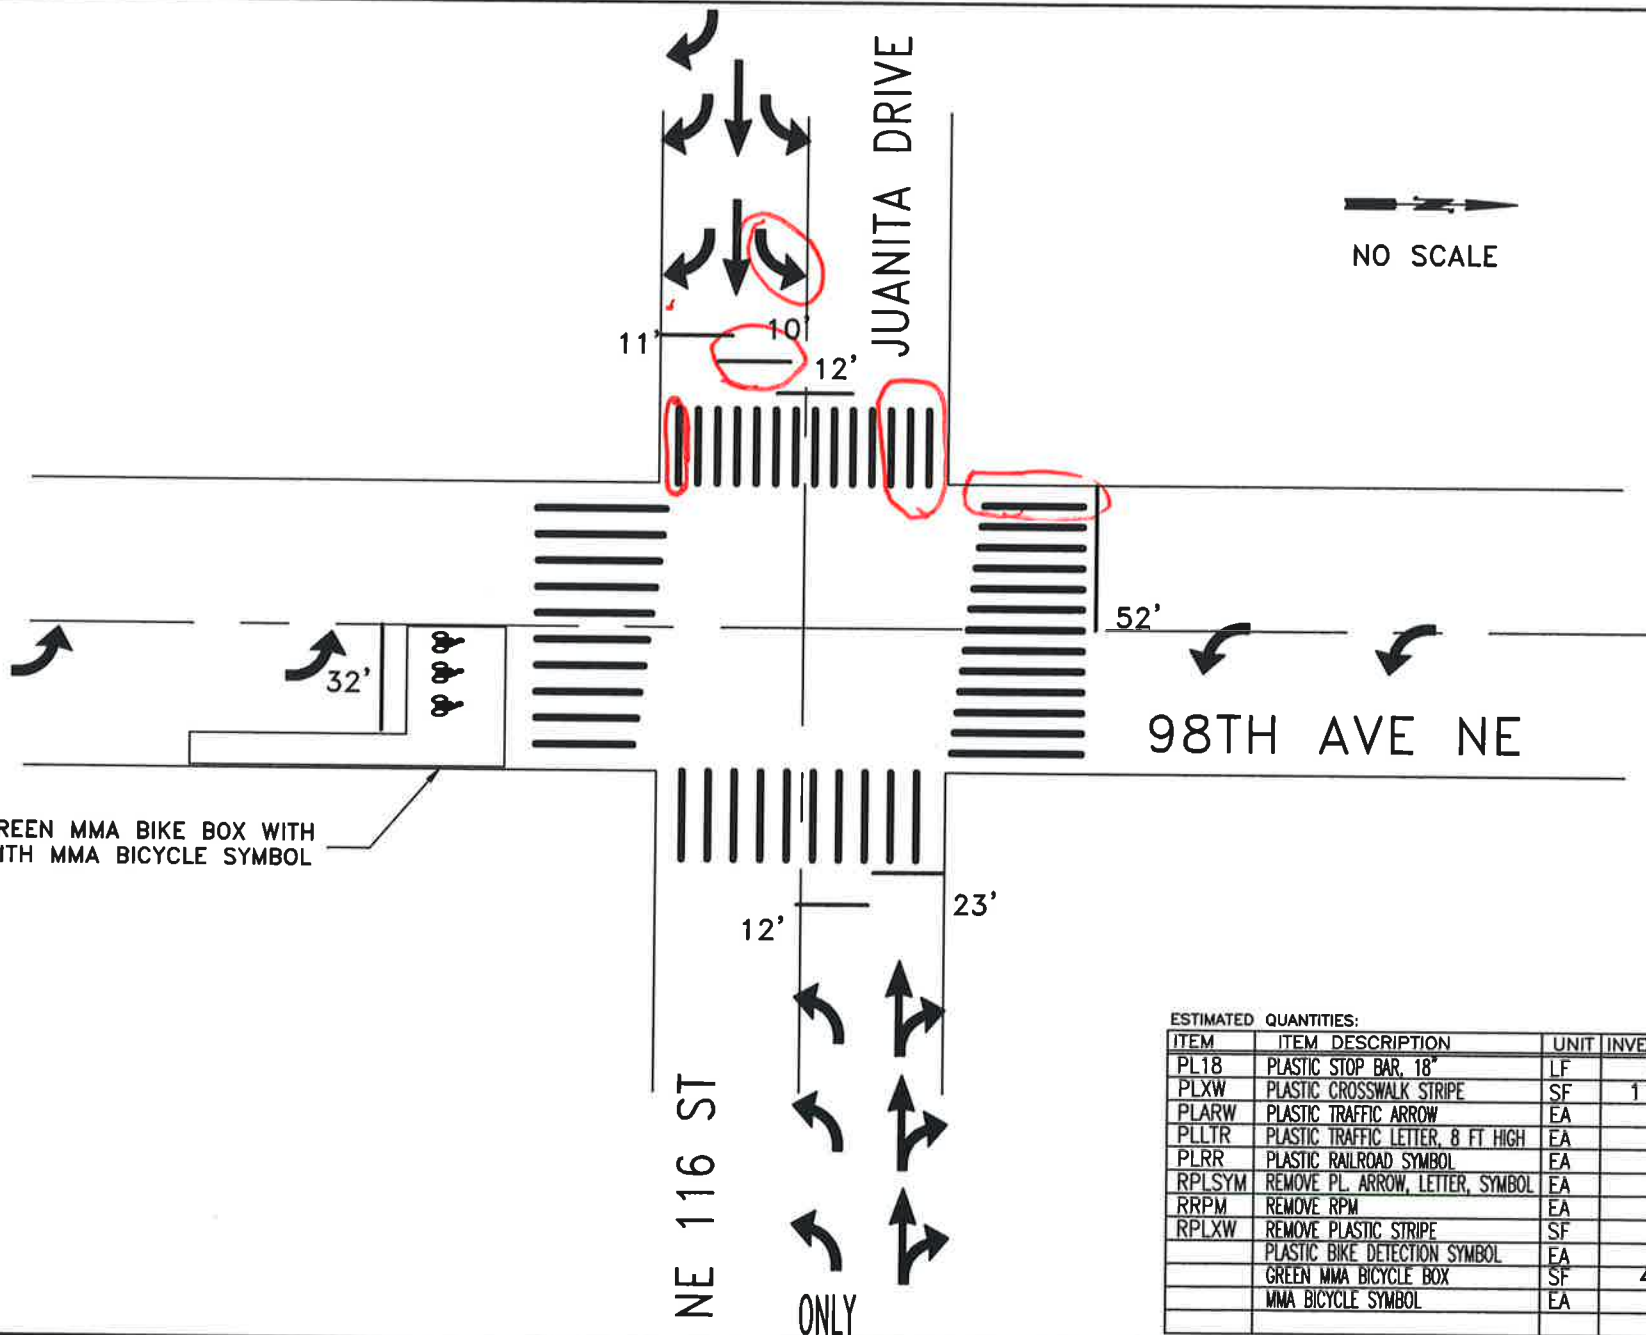 JUANITA DRIVE
NO SCALE
11'
10'
12'
52'
32'
98TH AVE NE
REEN MMA BIKE BOX WITH
ITH MMA BICYCLE SYMBOL
12'
23'
NE 116 ST
ONLY
ESTIMATED QUANTITIES:
ITEM ITEM DESCRIPTION UNIT INVE
PL18 PLASTIC STOP BAR, 18" LF
PLXW PLASTIC CROSSWALK STRIPE SF 1
PLARW PLASTIC TRAFFIC ARROW EA
PLLTR PLASTIC TRAFFIC LETTER, 8 FT HIGH EA
PLRR PLASTIC RAILROAD SYMBOL EA
RPLSYM REMOVE PL. ARROW, LETTER, SYMBOL EA
RRPM REMOVE RPM EA
RPLXW REMOVE PLASTIC STRIPE SF
PLASTIC BIKE DETECTION SYMBOL EA
GREEN MMA BICYCLE BOX SF 4
MMA BICYCLE SYMBOL EA